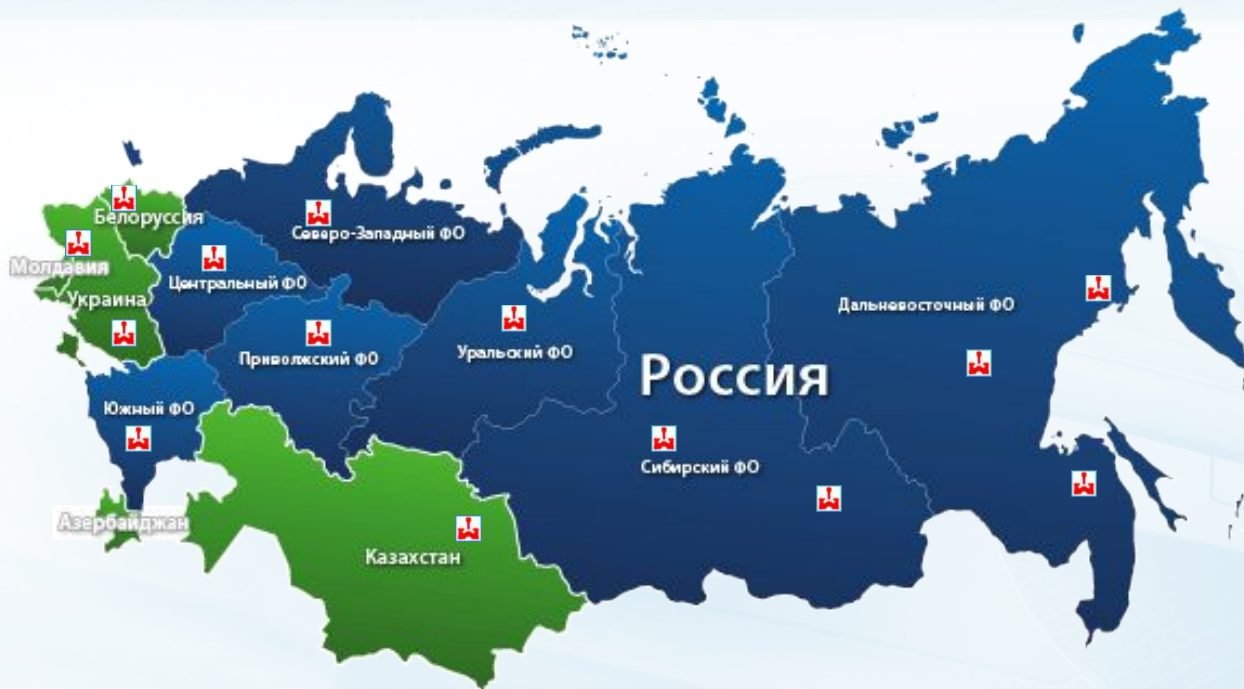 Белоруссия
Северо-Западный ФО
Молдавия
Центральный ФО
Украина
Дальневосточный ФО
Приволжский ФО
Уральский ФО
Россия
Южный ФО
Сибирский ФО
Азербайджан
Казахстан